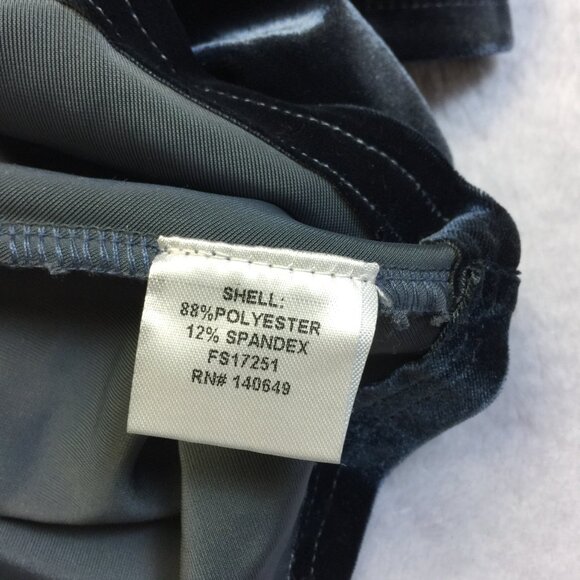 SHELL:
88%POLYESTER
12% SPANDEX
FS17251
RN# 140649